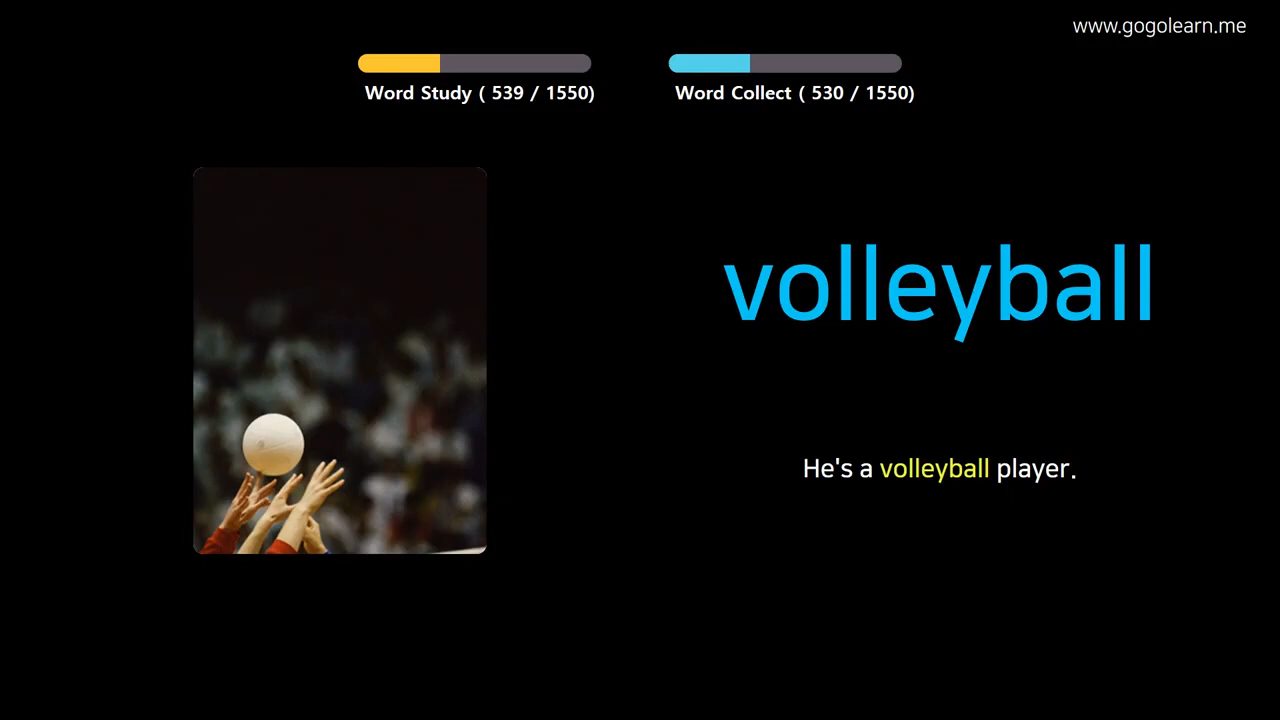 www.gogolearn.me
Word Study ( 539 / 1550)
Word Collect ( 530 / 1550)
volleyball
He's a volleyball player.